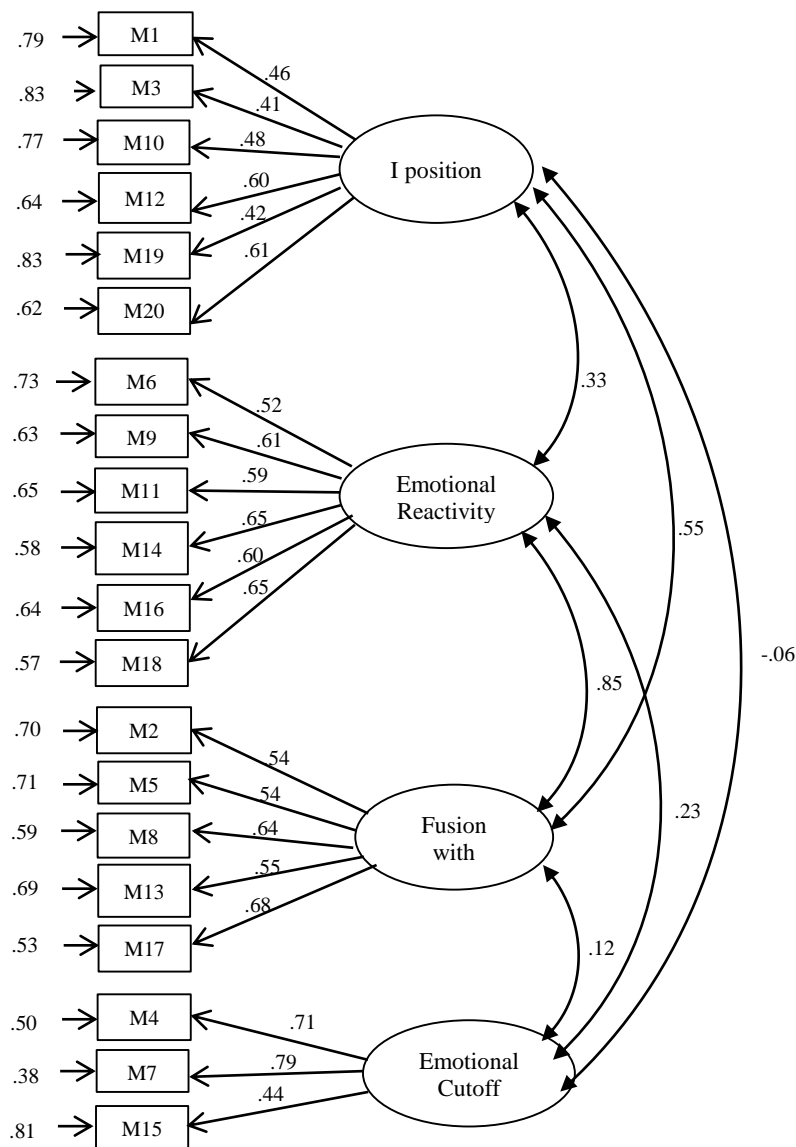 .79
M1
.46
.83
M3
.41
.77
M10
.48
I position
.64
M12
.60
.83
M19
.42
.62
M20
.61
.33
.73
M6
.52
.63
M9
.61
.65
M11
.59
Emotional
Reactivity
.58
M14
.65
.64
M16
.60
.57
M18
.65
.55
-.06
.85
.70
M2
.54
.71
M5
.54
.59
M8
.64
Fusion
with
.23
.69
M13
.55
.53
M17
.68
.12
.50
M4
.71
.38
M7
.79
Emotional
Cutoff
.81
M15
.44